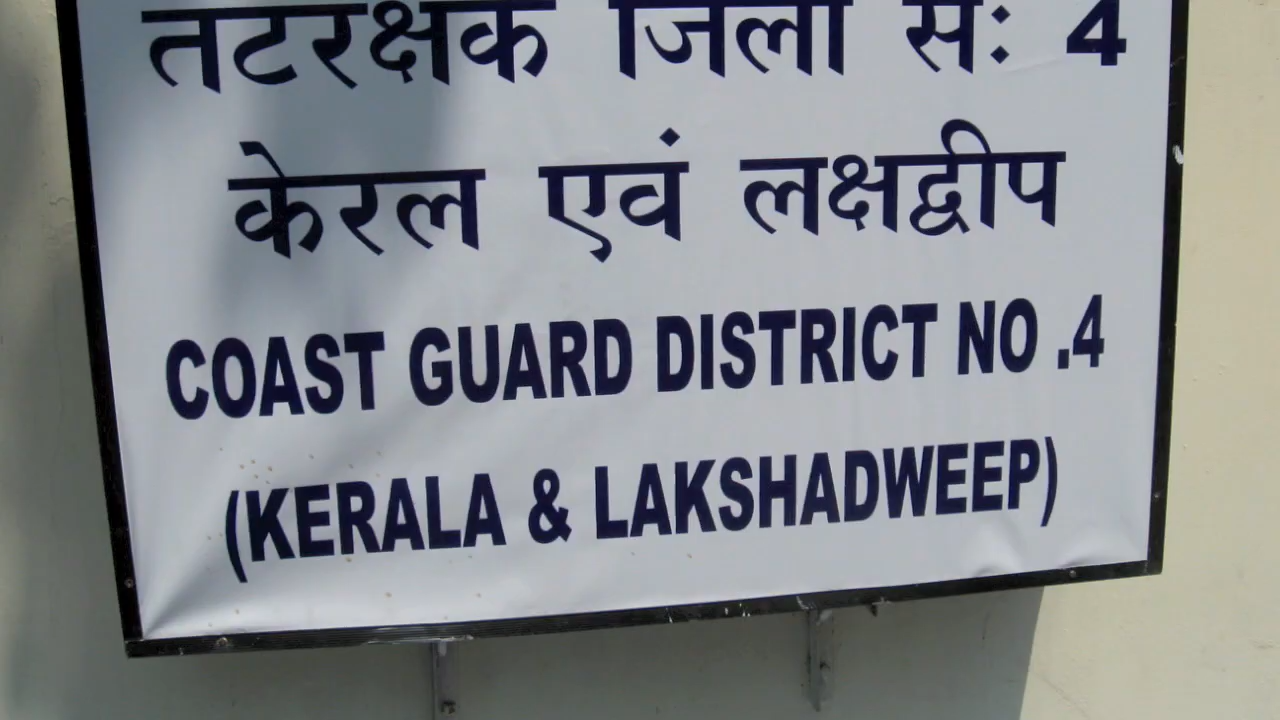 तटरक्षक जिला सः 4
केरल एवं लक्षद्वीप
COAST GUARD DISTRICT NO .4
(KERALA & LAKSHADWEEP)